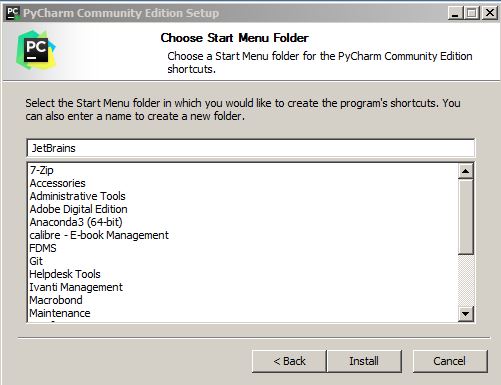 PyCharm Community Edition Setup
PC
Choose Start Menu Folder
Choose a Start Menu folder for the PyCharm Community Edition
shortcuts.
Select the Start Menu folder in which you would like to create the program's shortcuts. You
can also enter a name to create a new folder.
JetBrains
7-Zip
Accessories
Administrative Tools
Adobe Digital Edition
Anaconda3 (64-bit)
calibre - E-book Management
FDMS
Git
Helpdesk Tools
Ivanti Management
Macrobond
Maintenance
< Back
Install
Cancel